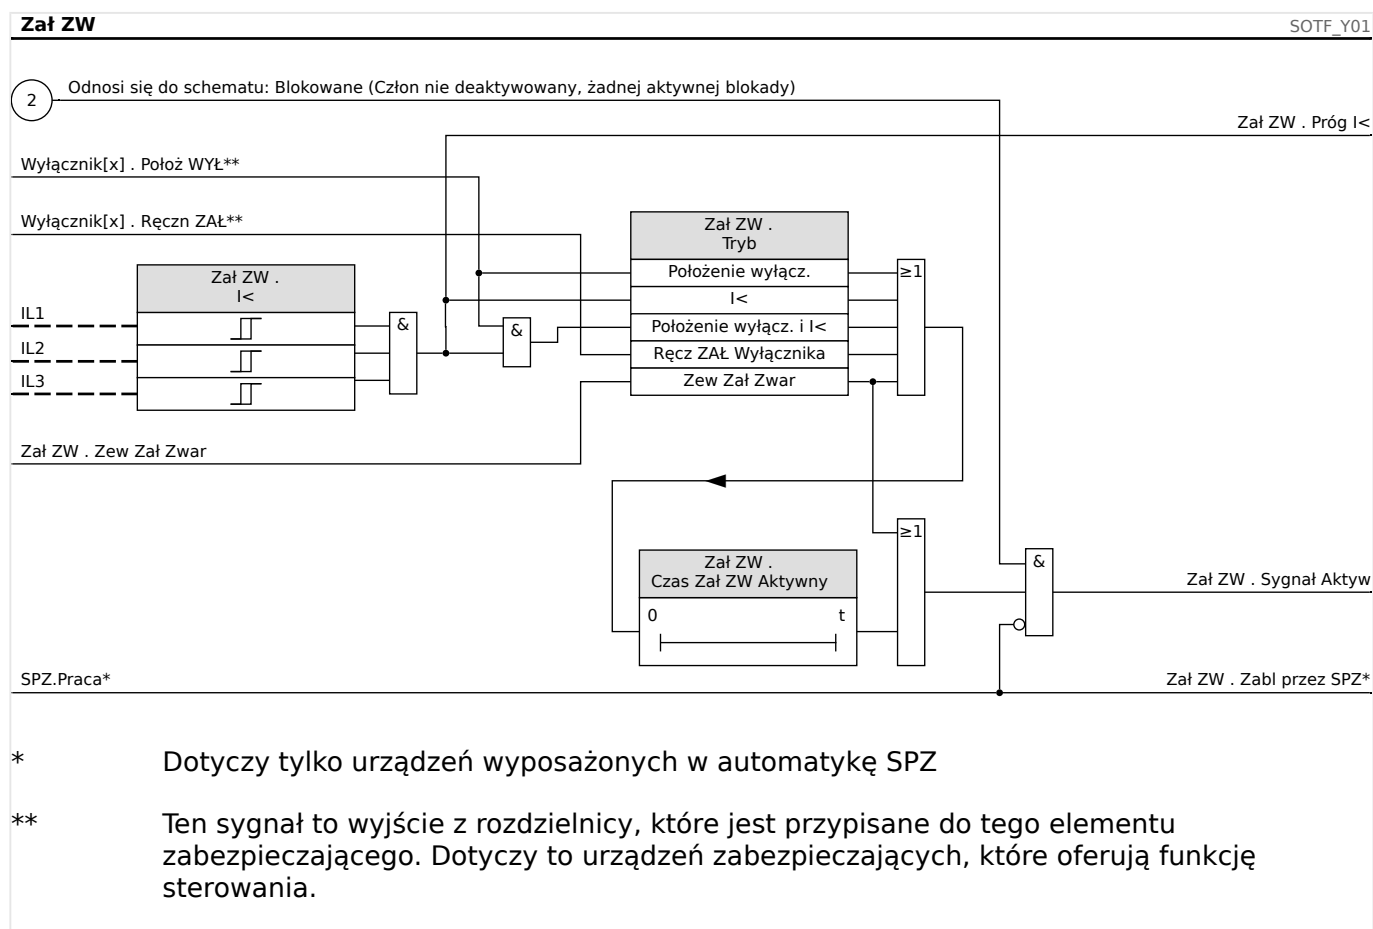 Zał ZW
SOTF_Y01
2
Odnosi się do schematu: Blokowane (Człon nie deaktywowany, żadnej aktywnej blokady)
Zał ZW . Próg I<
Wyłącznik[x] . Położ WYŁ**
Wyłącznik[x] . Ręczn ZAŁ**
Zał ZW .
Tryb
Położenie wyłącz.
I<
Położenie wyłącz. i I<
Ręcz ZAŁ Wyłącznika
Zew Zał Zwar
≥1
Zał ZW .
I<
IL1
IL2
IL3
&
&
Zał ZW . Zew Zał Zwar
≥1
Zał ZW .
Czas Zał ZW Aktywny
0
t
&
Zał ZW . Sygnał Aktyw
SPZ.Praca*
Zał ZW . Zabl przez SPZ*
* Dotyczy tylko urządzeń wyposażonych w automatykę SPZ
** Ten sygnał to wyjście z rozdzielnicy, które jest przypisane do tego elementu
zabezpieczającego. Dotyczy to urządzeń zabezpieczających, które oferują funkcję
sterowania.